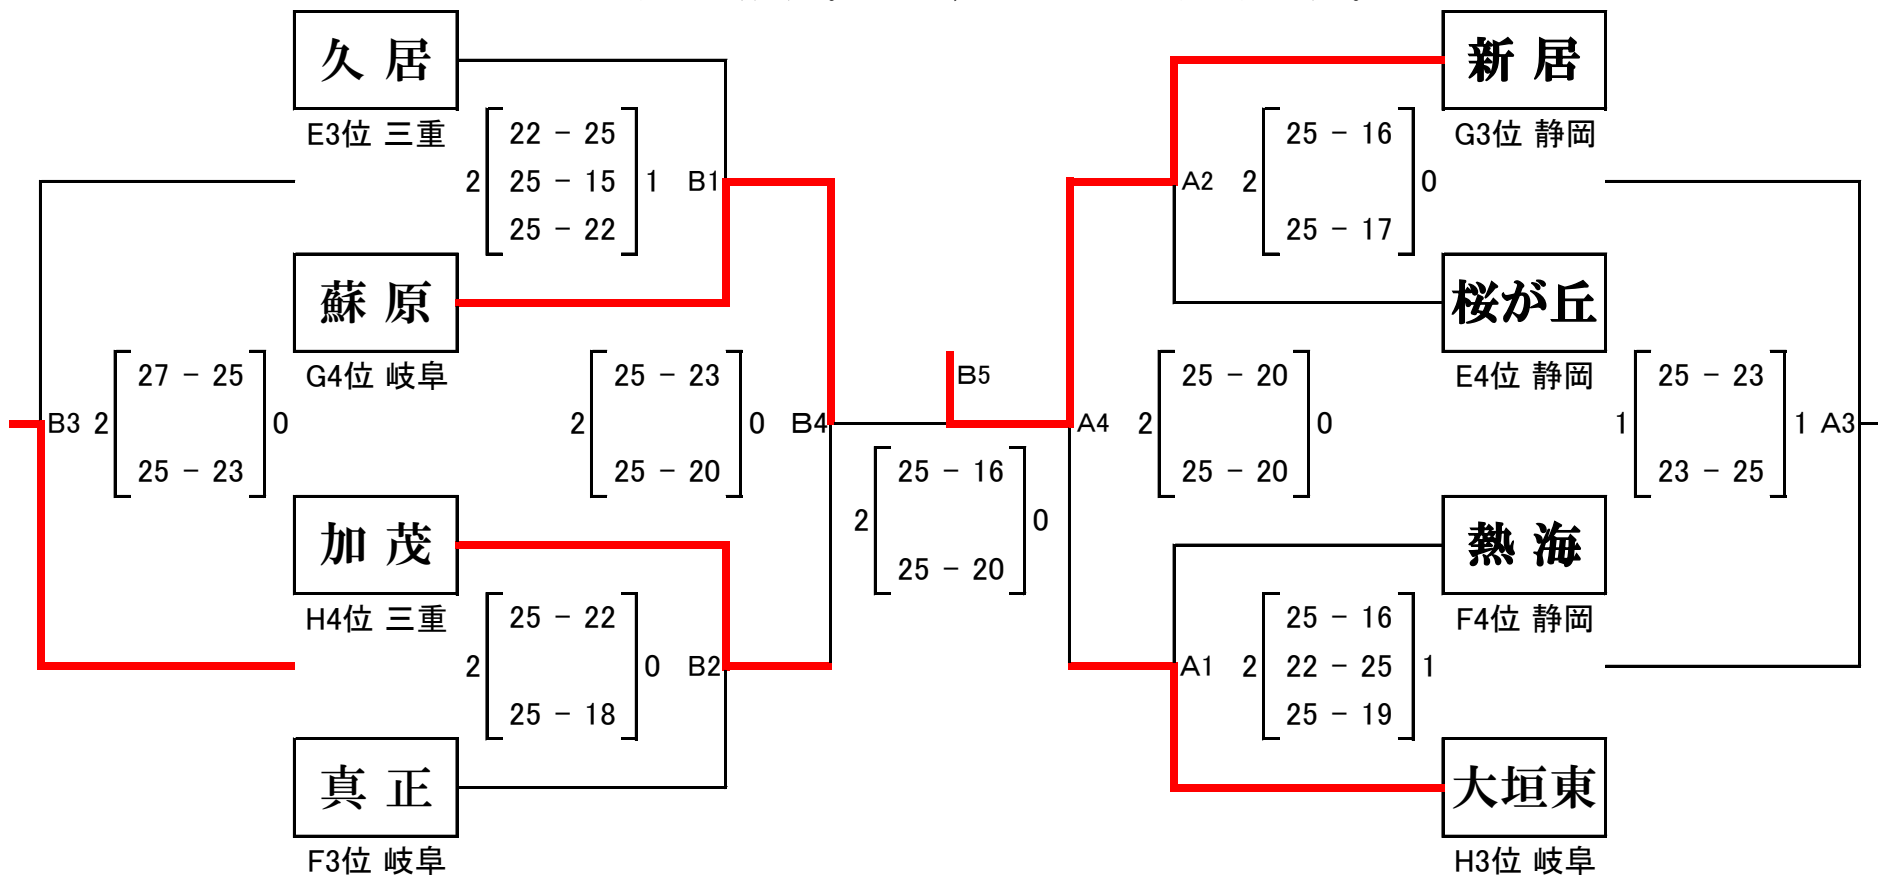 久居
E3位 三重
22 - 25
2 25 - 15 1 B1
25 - 22
蘇原
G4位 岐阜
27 - 25
B3 2 0
25 - 23
25 - 23
2 0 B4
25 - 20
加茂
H4位 三重
25 - 22
2 0 B2
25 - 18
真正
F3位 岐阜
B5
25 - 16
2 0
25 - 20
新居
G3位 静岡
25 - 16
A2 2 0
25 - 17
桜が丘
E4位 静岡
25 - 20
A4 2 0
25 - 20
25 - 23
1 1 A3
23 - 25
熱海
F4位 静岡
25 - 16
A1 2 22 - 25 1
25 - 19
大垣東
H3位 岐阜